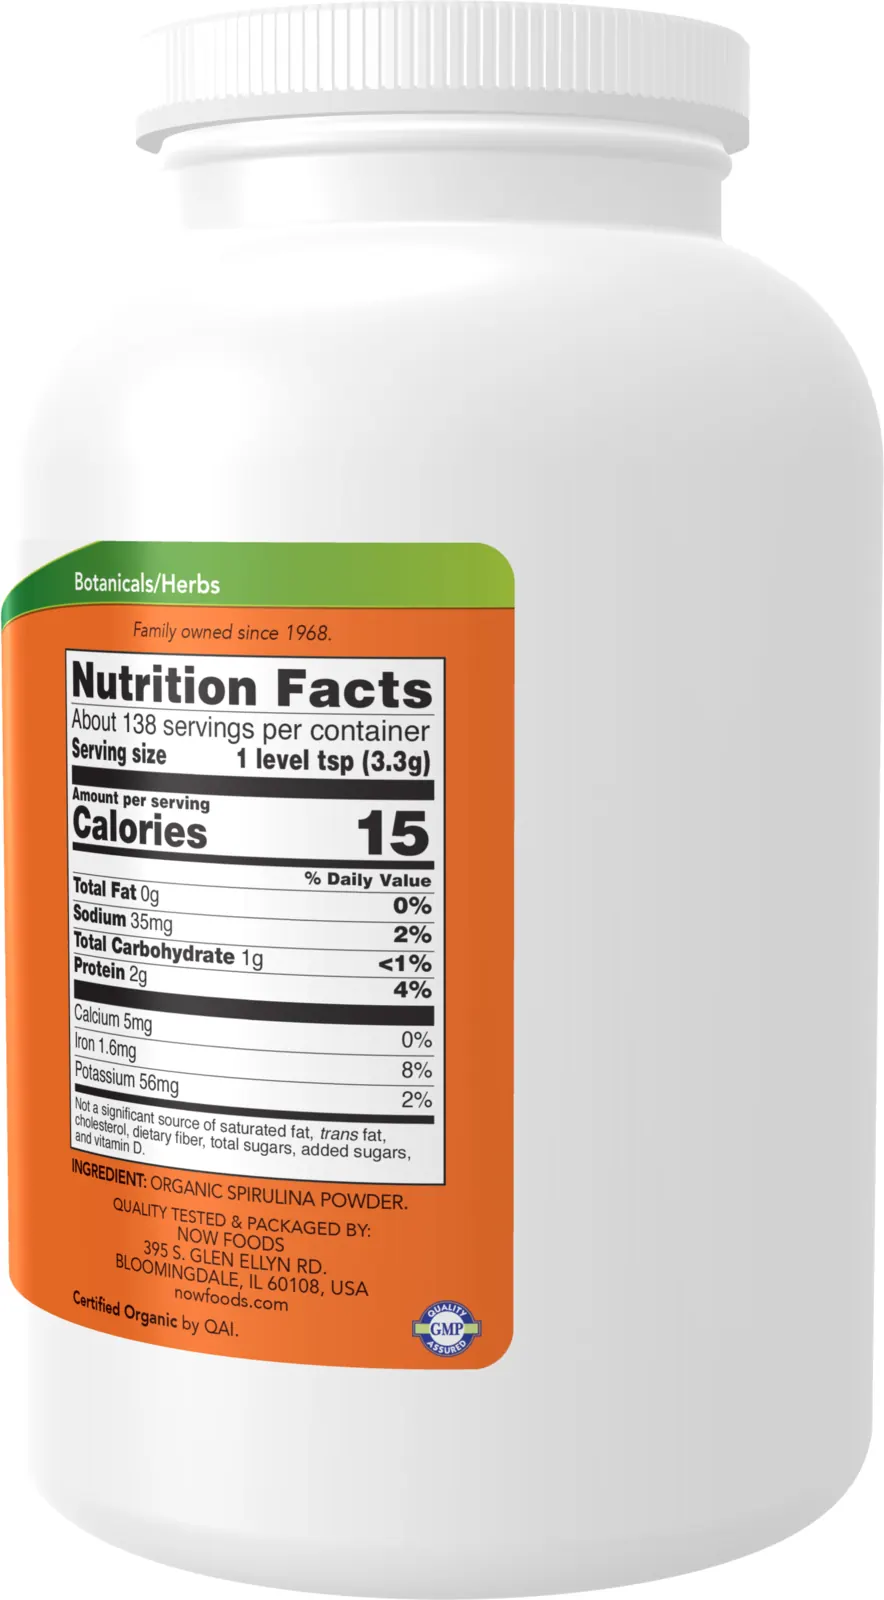 Botanicals/Herbs
Family owned since 1968.
Nutrition Facts
About 138 servings per container
Serving size 1 level tsp (3.3g)
Amount per serving
Calories 15
% Daily Value
Total Fat 0g 0%
Sodium 35mg 2%
Total Carbohydrate 1g <1%
Protein 2g 4%
Calcium 5mg 0%
Iron 1.6mg 8%
Potassium 56mg 2%
Not a significant source of saturated fat, trans fat,
cholesterol, dietary fiber, total sugars, added sugars,
and vitamin D.
INGREDIENT: ORGANIC SPIRULINA POWDER.
QUALITY TESTED & PACKAGED BY:
NOW FOODS
395 S. GLEN ELLYN RD.
BLOOMINGDALE, IL 60108, USA
nowfoods.com
Certified Organic by QAI.
QUALITY
GMP
ASSURED